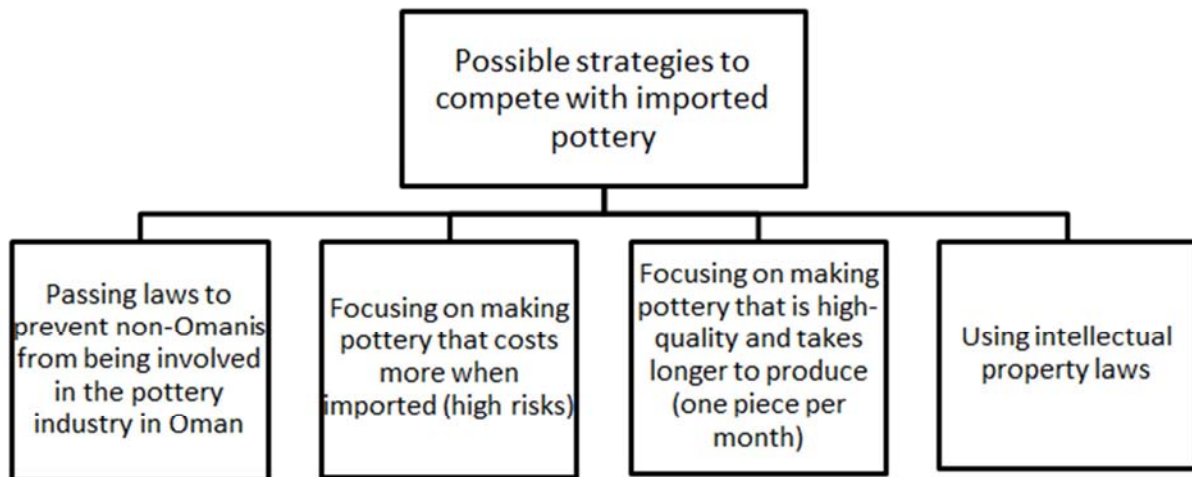 Possible strategies to
compete with imported
pottery
Passing laws to
prevent non-Omanis
from being involved
in the pottery
industry in Oman
Focusing on making
pottery that costs
more when
imported (high risks)
Focusing on making
pottery that is high-
quality and takes
longer to produce
(one piece per
month)
Using intellectual
property laws